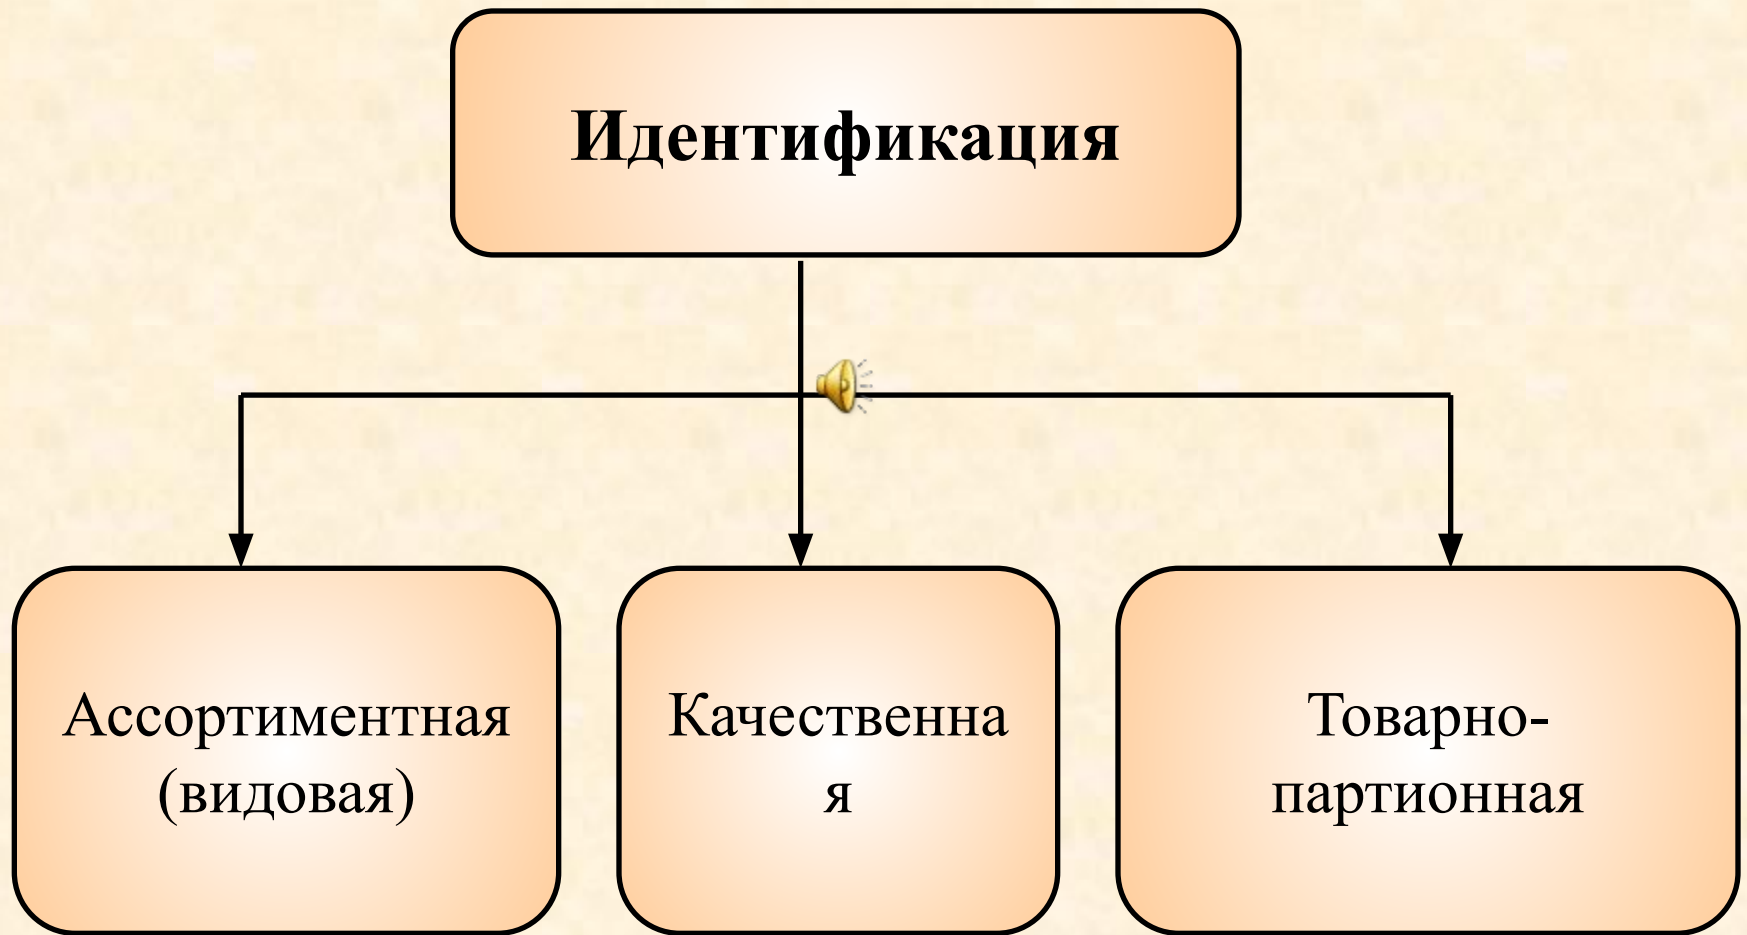 Идентификация
Ассортиментная
(видовая)
Качественна
я
Товарно-
партионная